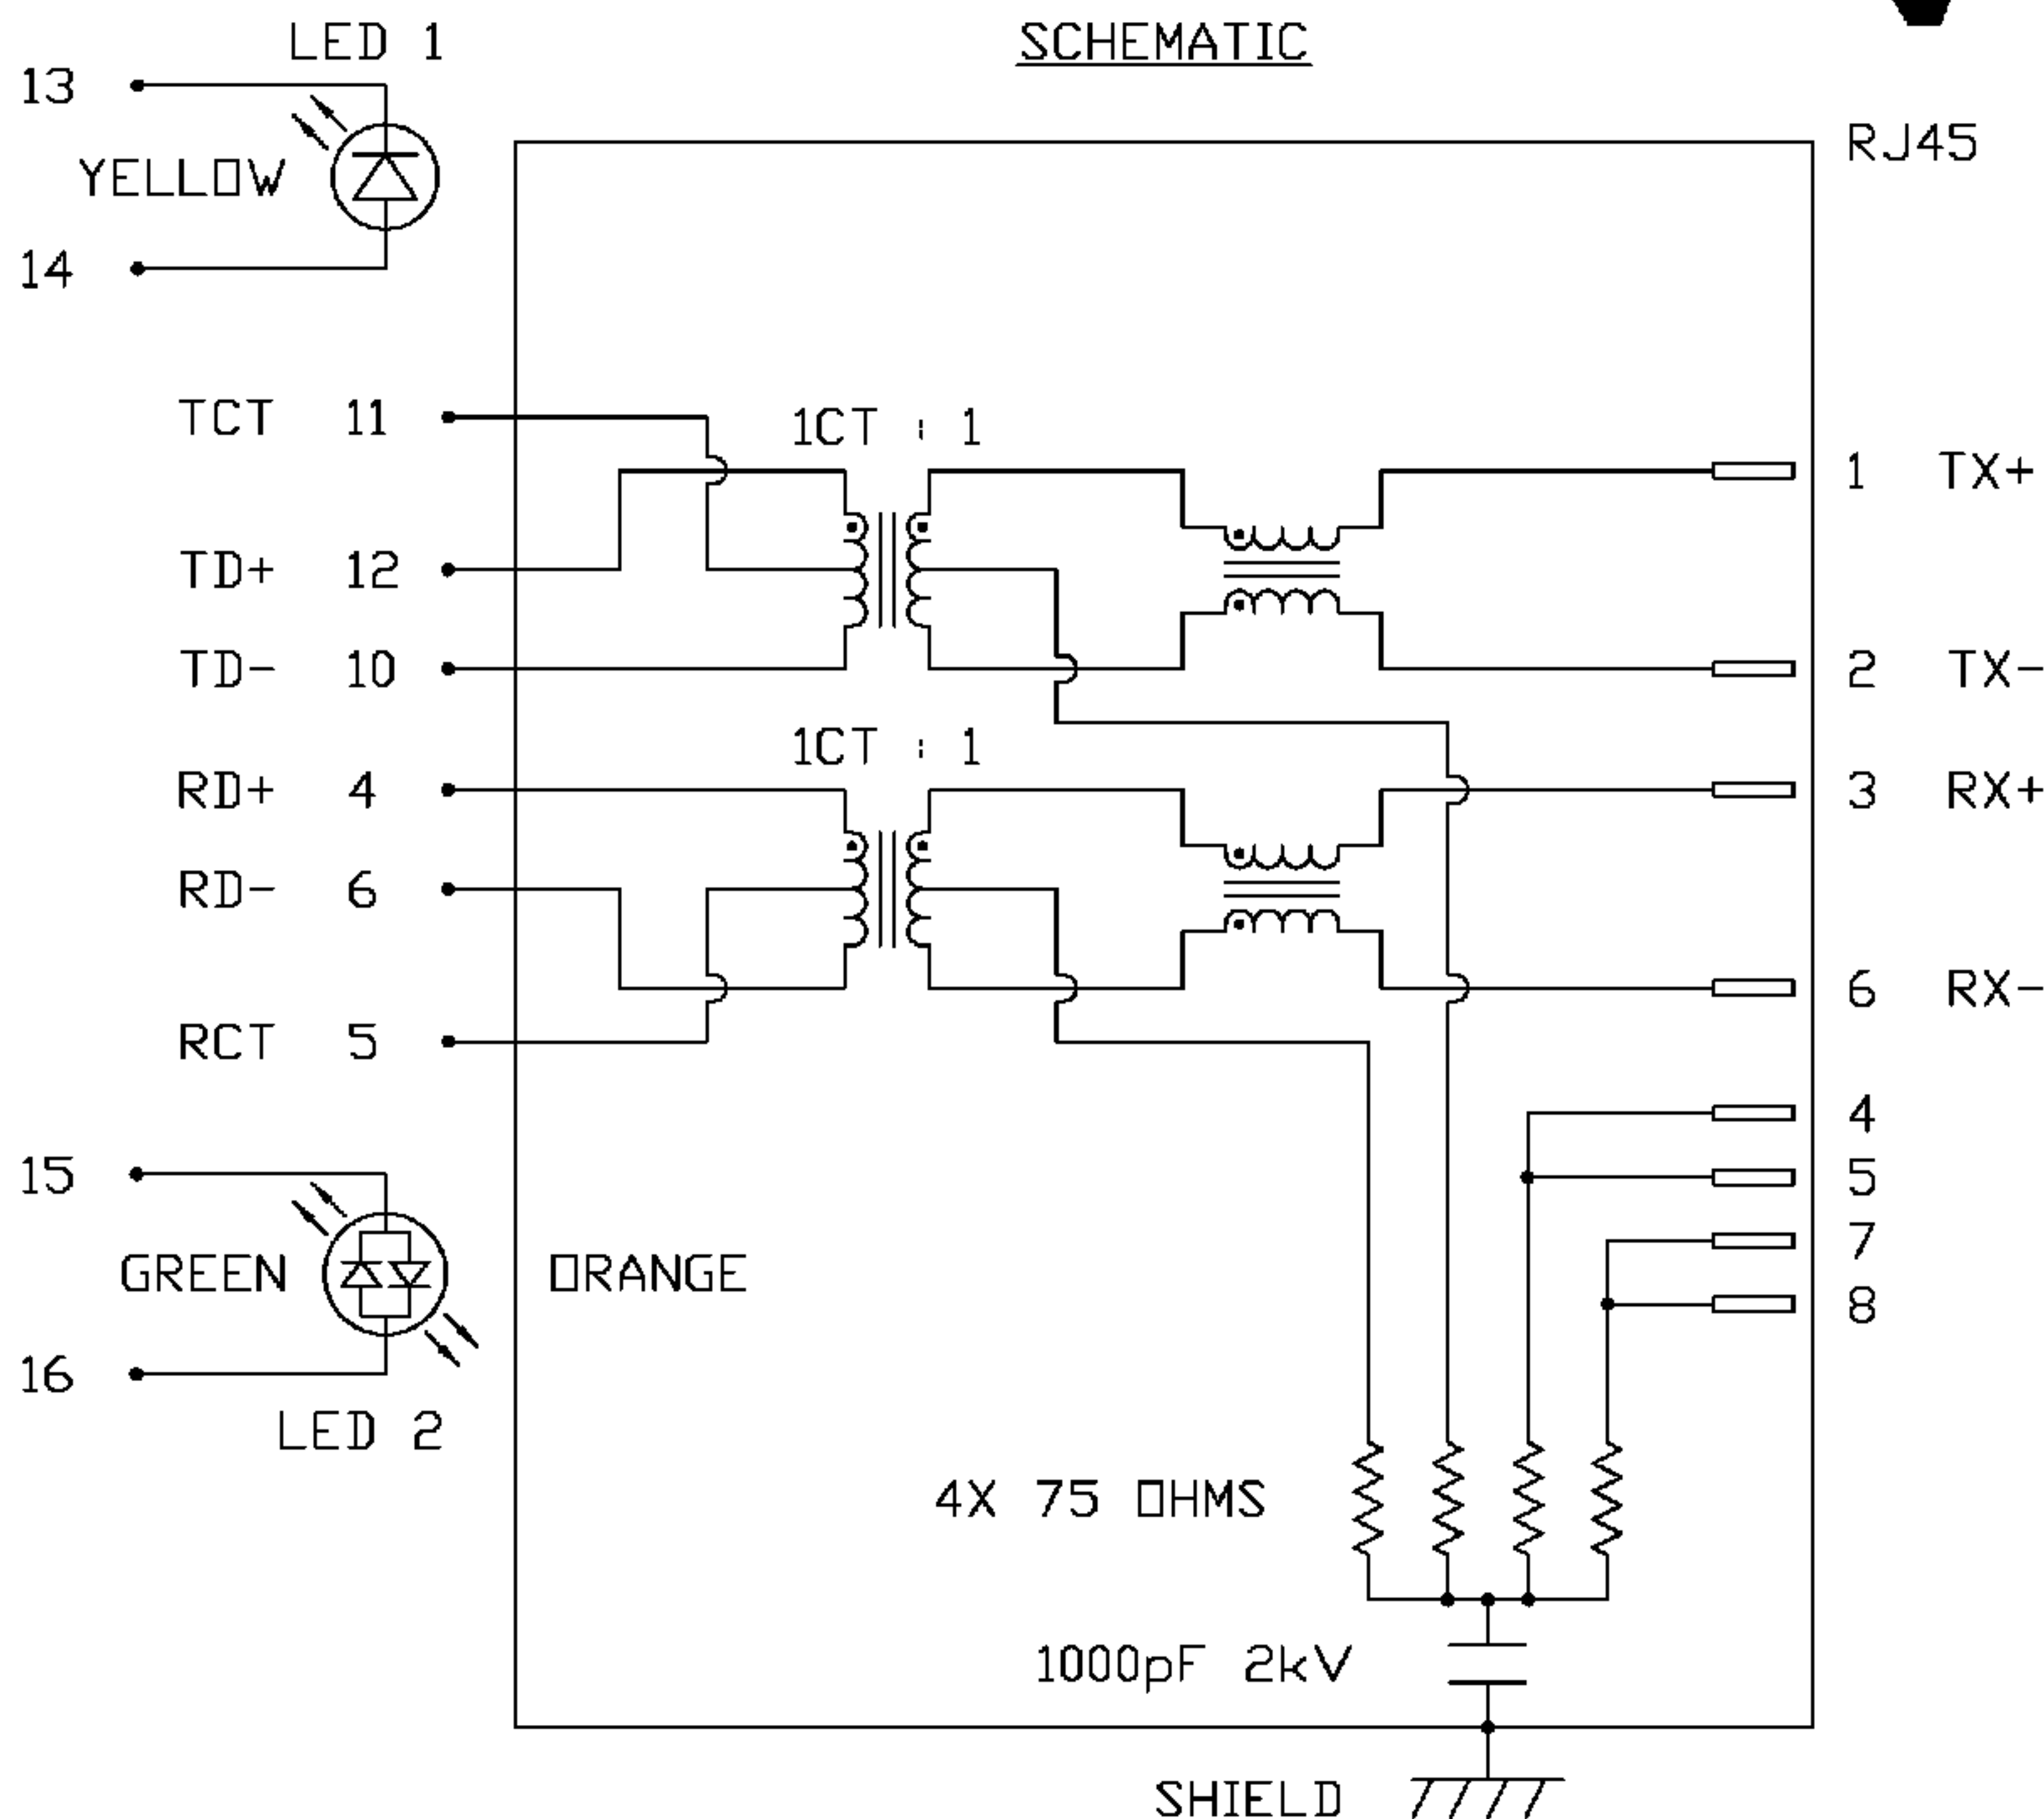 LED 1
SCHEMATIC
13
RJ45
YELLOW
14
TCT 11
1CT : 1
1 TX+
TD+ 12
TD- 10
2 TX-
1CT : 1
RD+ 4
3 RX+
RD- 6
6 RX-
RCT 5
4
15
5
7
GREEN
ORANGE
8
16
LED 2
4X 75 OHMS
1000pF 2kV
SHIELD